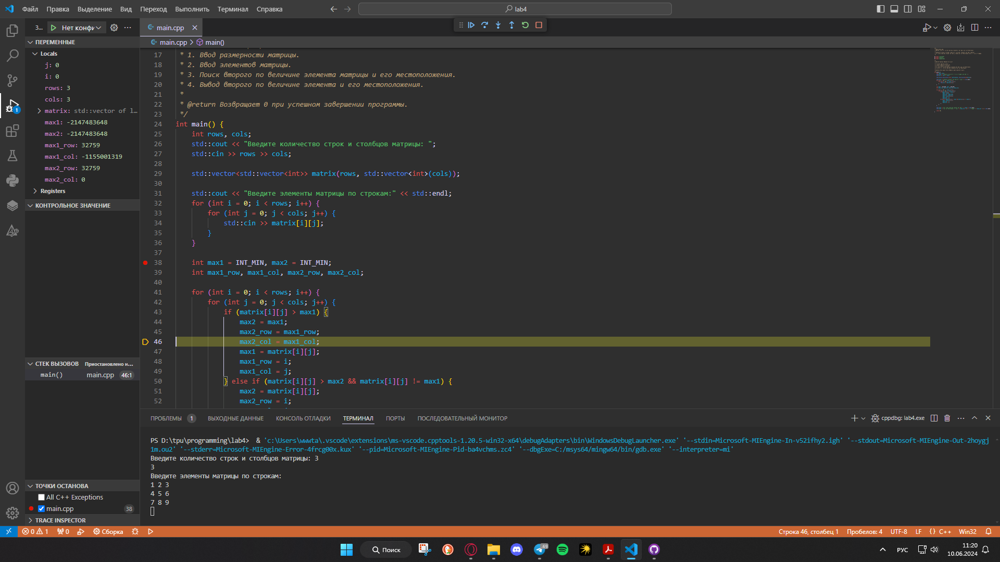 Файл Правка Выделение Вид Переход Выполнить Терминал Справка
lab4
З... Нет конфи
main.cpp
ПЕРЕМЕННЫЕ
main.cpp > main()
Locals
j: 0
i: 0
rows: 3
cols: 3
matrix: std::vector of l…
max1: -2147483648
max2: -2147483648
max1_row: 32759
max1_col: -1155001319
max2_row: 32759
max2_col: 0
Registers
КОНТРОЛЬНОЕ ЗНАЧЕНИЕ
СТЕК ВЫЗОВОВ Приостановлено н...
main() main.cpp 46:1
ТОЧКИ ОСТАНОВА
All C++ Exceptions
main.cpp 38
TRACE INSPECTOR
17 * 1. Ввод размерности матрицы.
18 * 2. Ввод элементов матрицы.
19 * 3. Поиск второго по величине элемента матрицы и его местоположения.
20 * 4. Вывод второго по величине элемента и его местоположения.
21 *
22 * @return Возвращает 0 при успешном завершении программы.
23 */
24 int main() {
25 int rows, cols;
26 std::cout << "Введите количество строк и столбцов матрицы: ";
27 std::cin >> rows >> cols;
28
29 std::vector<std::vector<int>> matrix(rows, std::vector<int>(cols));
30
31 std::cout << "Введите элементы матрицы по строкам:" << std::endl;
32 for (int i = 0; i < rows; i++) {
33 for (int j = 0; j < cols; j++) {
34 std::cin >> matrix[i][j];
35 }
36 }
37
38 int max1 = INT_MIN, max2 = INT_MIN;
39 int max1_row, max1_col, max2_row, max2_col;
40
41 for (int i = 0; i < rows; i++) {
42 for (int j = 0; j < cols; j++) {
43 if (matrix[i][j] > max1) {
44 max2 = max1;
45 max2_row = max1_row;
46 max2_col = max1_col;
47 max1 = matrix[i][j];
48 max1_row = i;
49 max1_col = j;
50 } else if (matrix[i][j] > max2 && matrix[i][j] != max1) {
51 max2 = matrix[i][j];
52 max2_row = i;
ПРОБЛЕМЫ 1 ВЫХОДНЫЕ ДАННЫЕ КОНСОЛЬ ОТЛАДКИ ТЕРМИНАЛ ПОРТЫ ПОСЛЕДОВАТЕЛЬНЫЙ МОНИТОР
cppdbg: lab4.exe
PS D:\tpu\programming\lab4> & 'c:\Users\wwwta\.vscode\extensions\ms-vscode.cpptools-1.20.5-win32-x64\debugAdapters\bin\WindowsDebugLauncher.exe' '--stdin=Microsoft-MIEngine-In-v52ifhy2.igh' '--stdout=Microsoft-MIEngine-Out-2hoygj
1m.ou2' '--stderr=Microsoft-MIEngine-Error-4frcg00x.kux' '--pid=Microsoft-MIEngine-Pid-ba4vchms.zc4' '--dbgExe=C:/msys64/mingw64/bin/gdb.exe' '--interpreter=mi'
Введите количество строк и столбцов матрицы: 3
3
Введите элементы матрицы по строкам:
1 2 3
4 5 6
7 8 9
0 1 0 Сборка
Строка 46, столбец 1 Пробелов: 4 UTF-8 LF {} C++ Win32
Поиск
69
РУС
11:20
10.06.2024